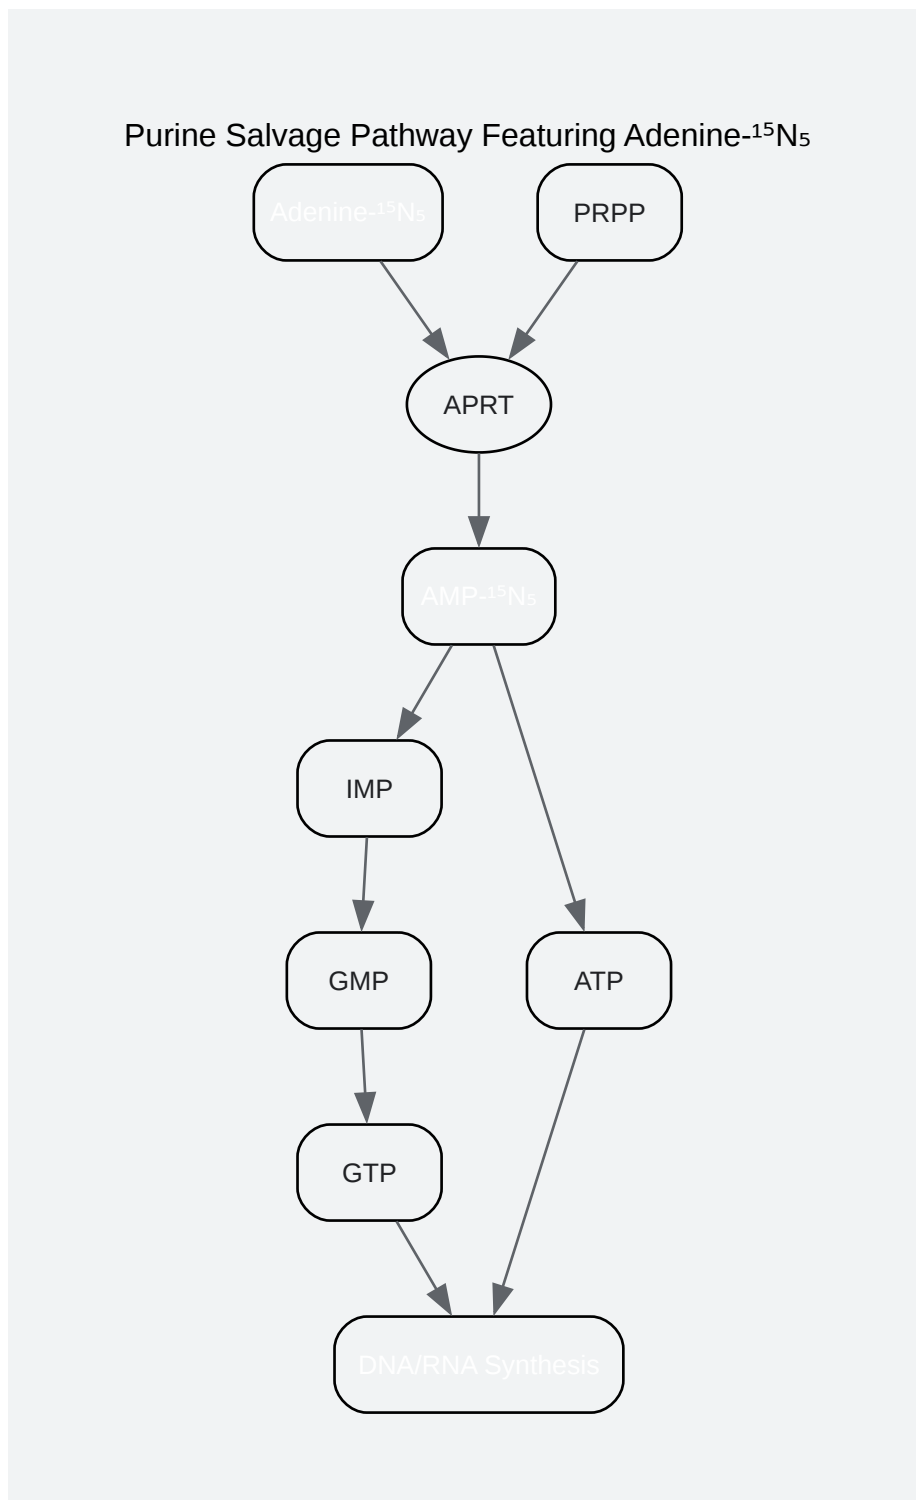 Purine Salvage Pathway Featuring Adenine-¹⁵N₅
Adenine-¹⁵N₅
PRPP
APRT
AMP-¹⁵N₅
IMP
GMP
ATP
GTP
DNA/RNA Synthesis